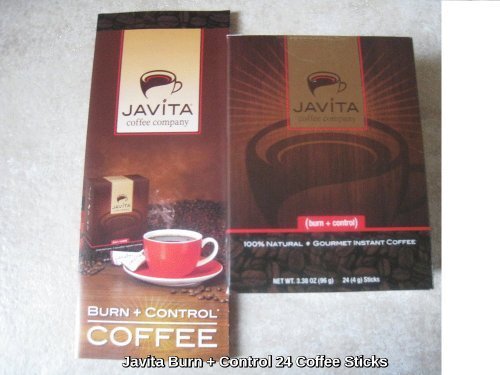 JAVITA
coffee company
JAVITA
BURN + CONTROL
COFFEE
JAVITA
coffee company
(burn + control)
100% NATURAL • GOURMET INSTANT COFFEE
NET WT. 3.38 OZ (96 g) 24 (4 g) Sticks
Javita Burn + Control 24 Coffee Sticks